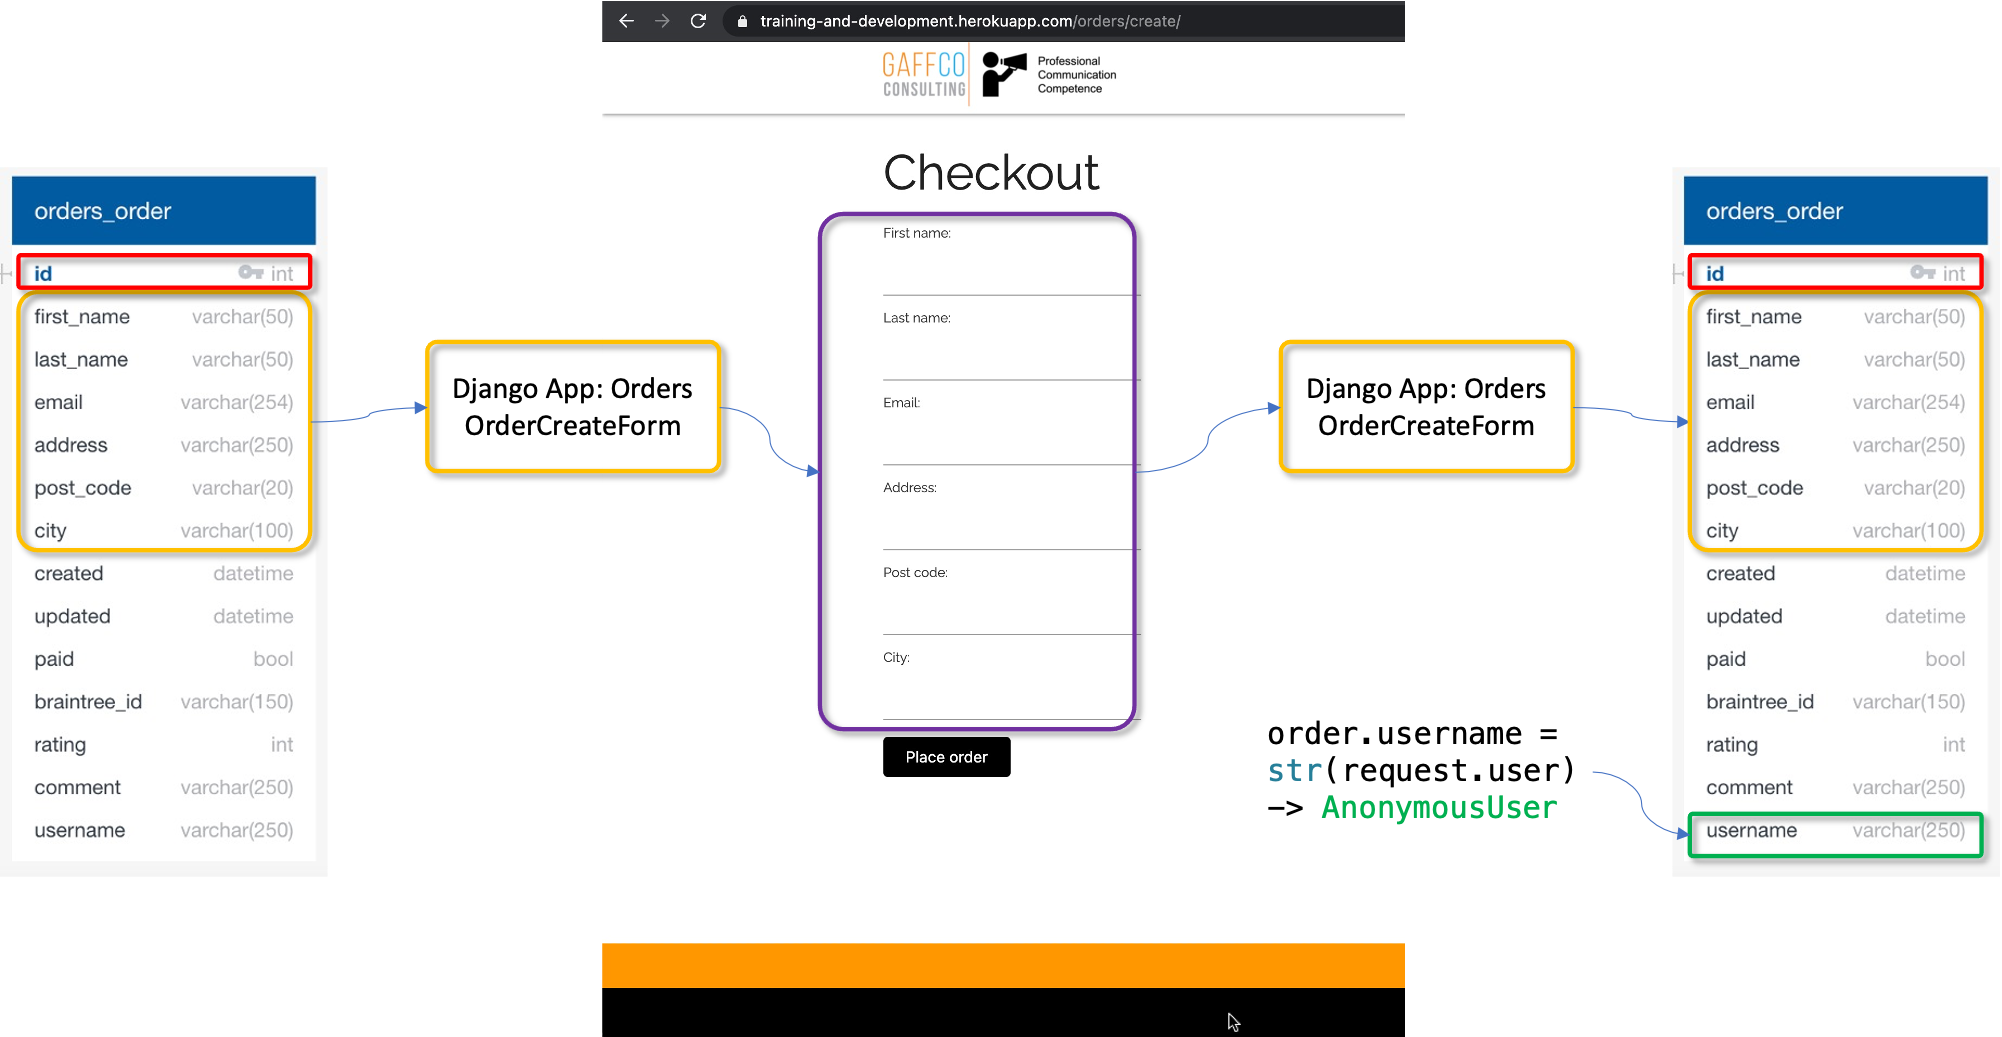 training-and-development.herokuapp.com/orders/create/
GAFFCO
CONSULTING
Professional
Communication
Competence
Checkout
orders_order
id int
first_name varchar(50)
last_name varchar(50)
email varchar(254)
address varchar(250)
post_code varchar(20)
city varchar(100)
created datetime
updated datetime
paid bool
braintree_id varchar(150)
rating int
comment varchar(250)
username varchar(250)
Django App: Orders
OrderCreateForm
First name:
Last name:
Email:
Address:
Post code:
City:
Place order
Django App: Orders
OrderCreateForm
order.username =
str(request.user)
-> AnonymousUser
orders_order
id int
first_name varchar(50)
last_name varchar(50)
email varchar(254)
address varchar(250)
post_code varchar(20)
city varchar(100)
created datetime
updated datetime
paid bool
braintree_id varchar(150)
rating int
comment varchar(250)
username varchar(250)